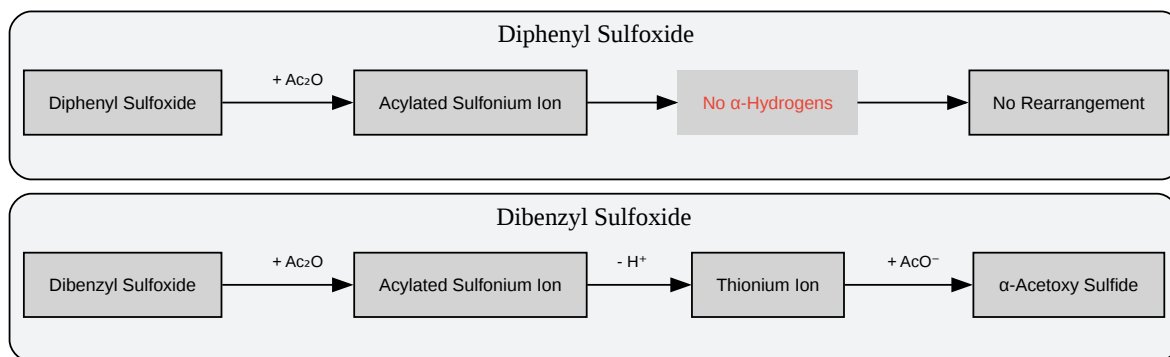 Diphenyl Sulfoxide
+ Ac₂O
Diphenyl Sulfoxide
Acylated Sulfonium Ion
No α-Hydrogens
No Rearrangement
Dibenzyl Sulfoxide
+ Ac₂O
- H⁺
+ AcO⁻
Dibenzyl Sulfoxide
Acylated Sulfonium Ion
Thionium Ion
α-Acetoxy Sulfide